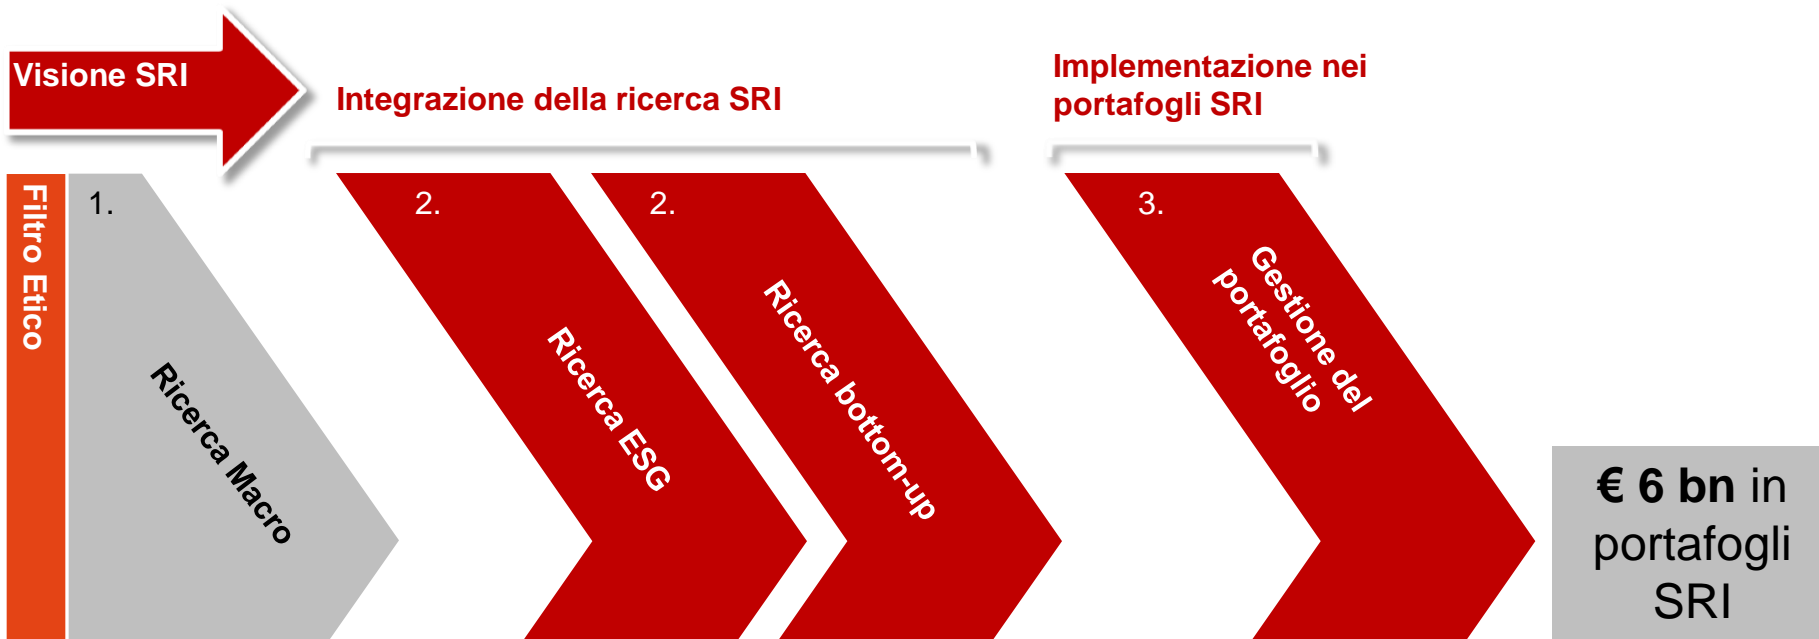 Visione SRI
Integrazione della ricerca SRI
Implementazione nei
portafogli SRI
Filtro Etico
1.
Ricerca Macro
2.
Ricerca ESG
2.
Ricerca bottom-up
3.
Gestione del
portafoglio
€ 6 bn in
portafogli
SRI